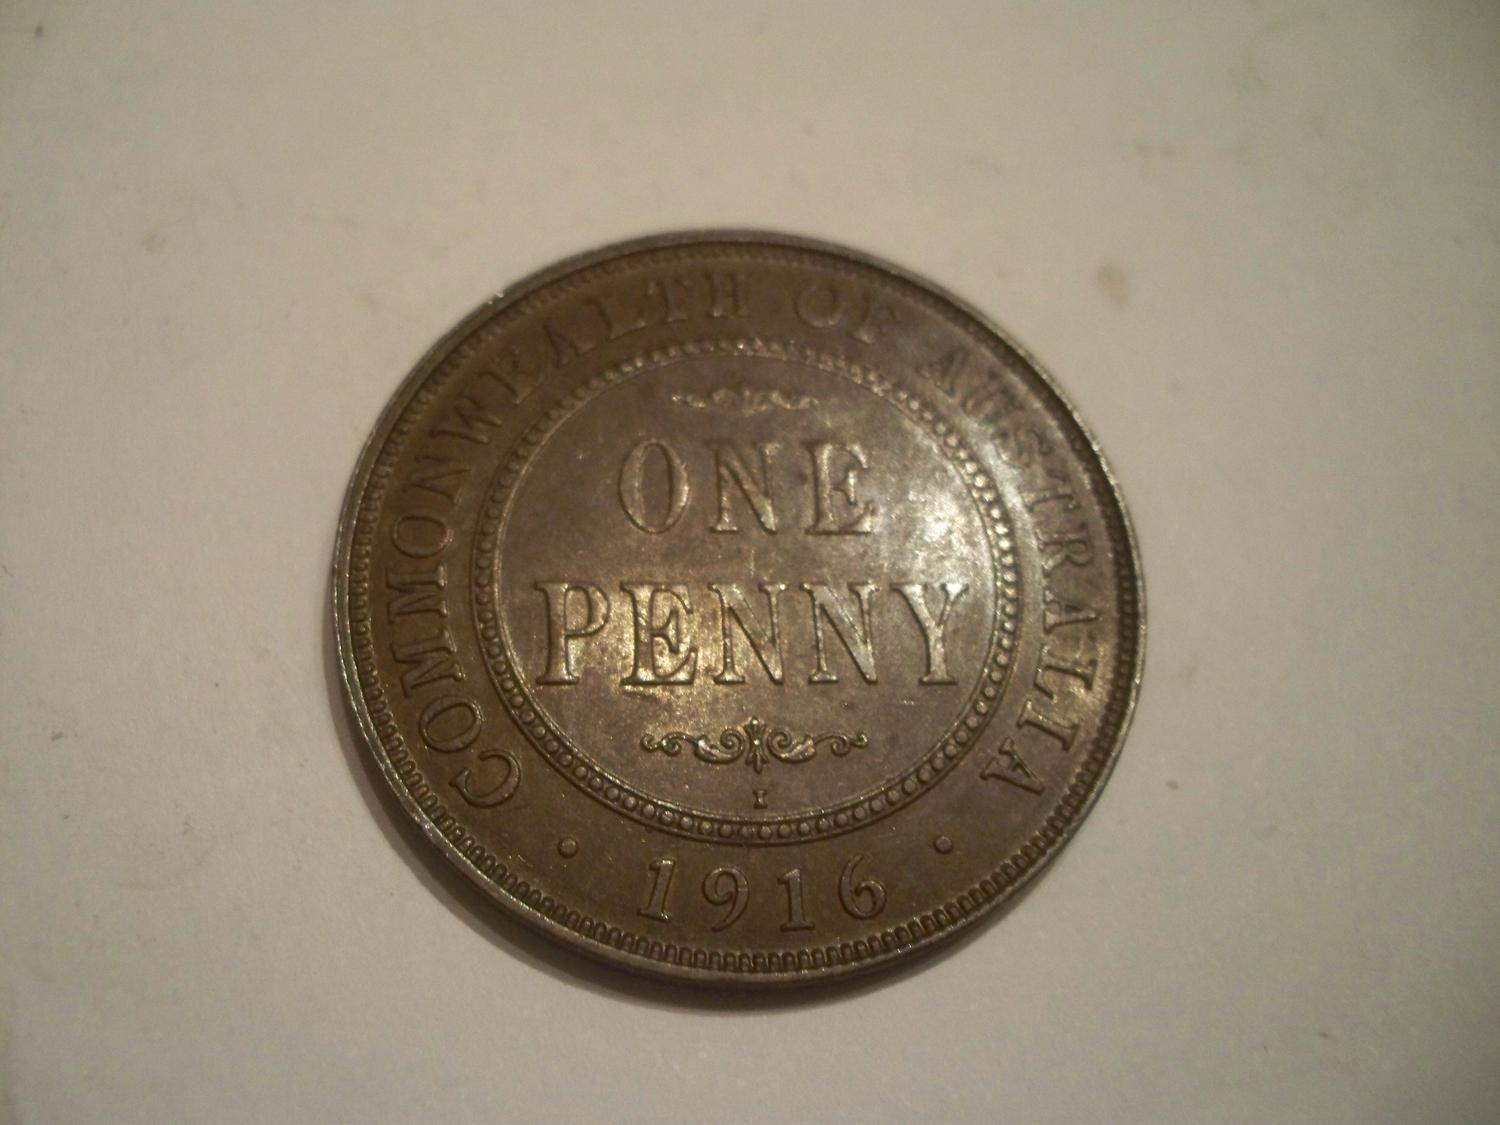 COMMONWEALTH OF AUSTRALIA
ONE
PENNY
I
· 1916 ·